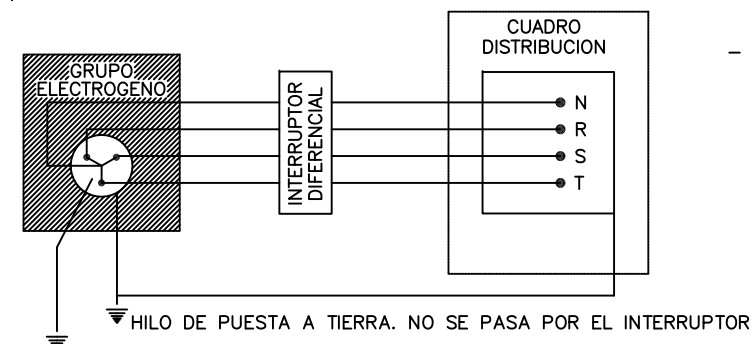 CUADRO
DISTRIBUCION
GRUPO
ELECTROGENO
INTERRUPTOR
DIFERENCIAL
N
R
S
T
HILO DE PUESTA A TIERRA. NO SE PASA POR EL INTERRUPTOR